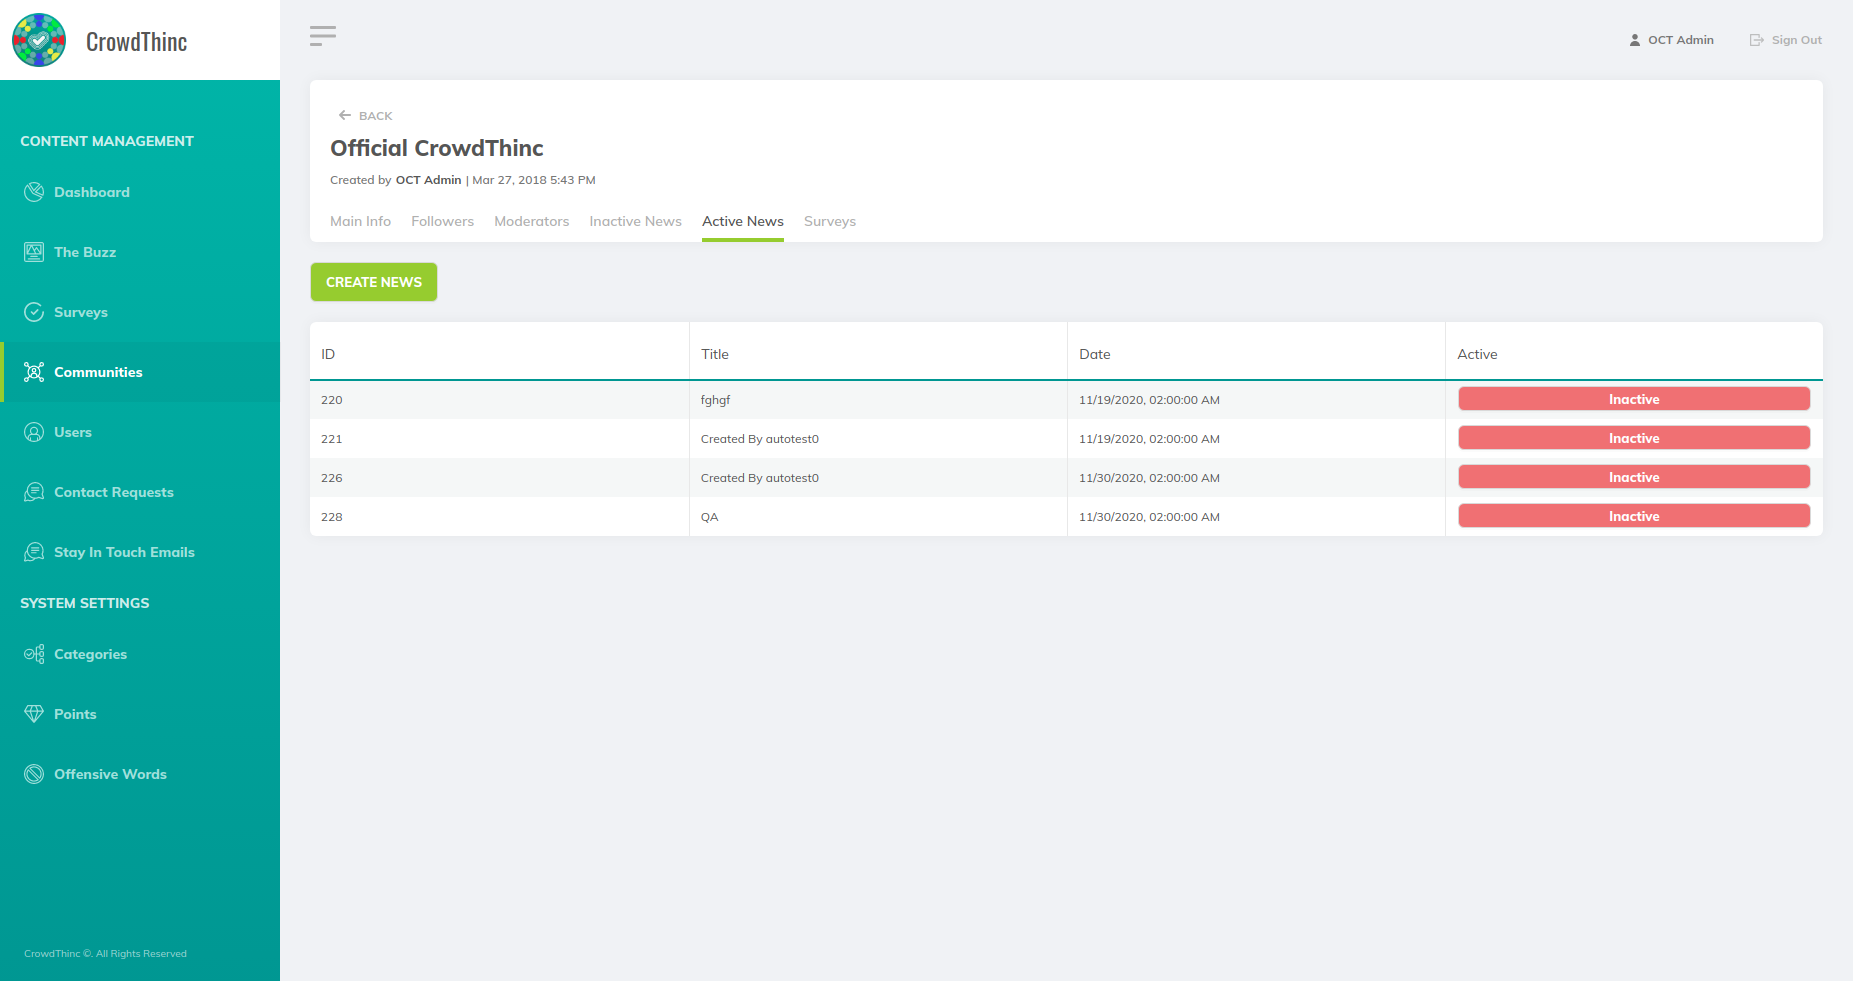 CrowdThinc
OCT Admin
Sign Out
CONTENT MANAGEMENT
Dashboard
The Buzz
Surveys
Communities
Users
Contact Requests
Stay In Touch Emails
SYSTEM SETTINGS
Categories
Points
Offensive Words
CrowdThinc ©. All Rights Reserved
BACK
Official CrowdThinc
Created by OCT Admin | Mar 27, 2018 5:43 PM
Main Info Followers Moderators Inactive News Active News Surveys
CREATE NEWS
ID Title Date Active
220 fghgf 11/19/2020, 02:00:00 AM Inactive
221 Created By autotest0 11/19/2020, 02:00:00 AM Inactive
226 Created By autotest0 11/30/2020, 02:00:00 AM Inactive
228 QA 11/30/2020, 02:00:00 AM Inactive